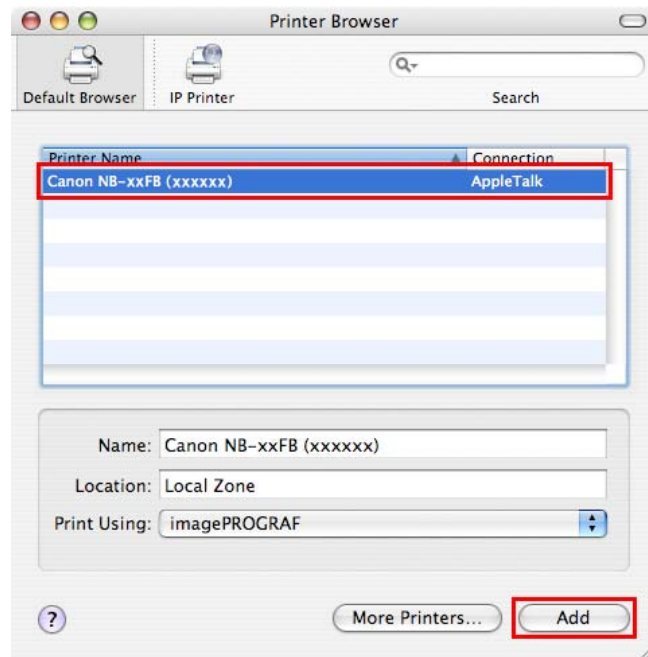 Printer Browser
Default Browser
IP Printer
Search
Printer Name
Connection
Canon NB-xxFB (xxxxxx)
AppleTalk
Name: Canon NB-xxFB (xxxxxx)
Location: Local Zone
Print Using: imagePROGRAF
?
More Printers...
Add